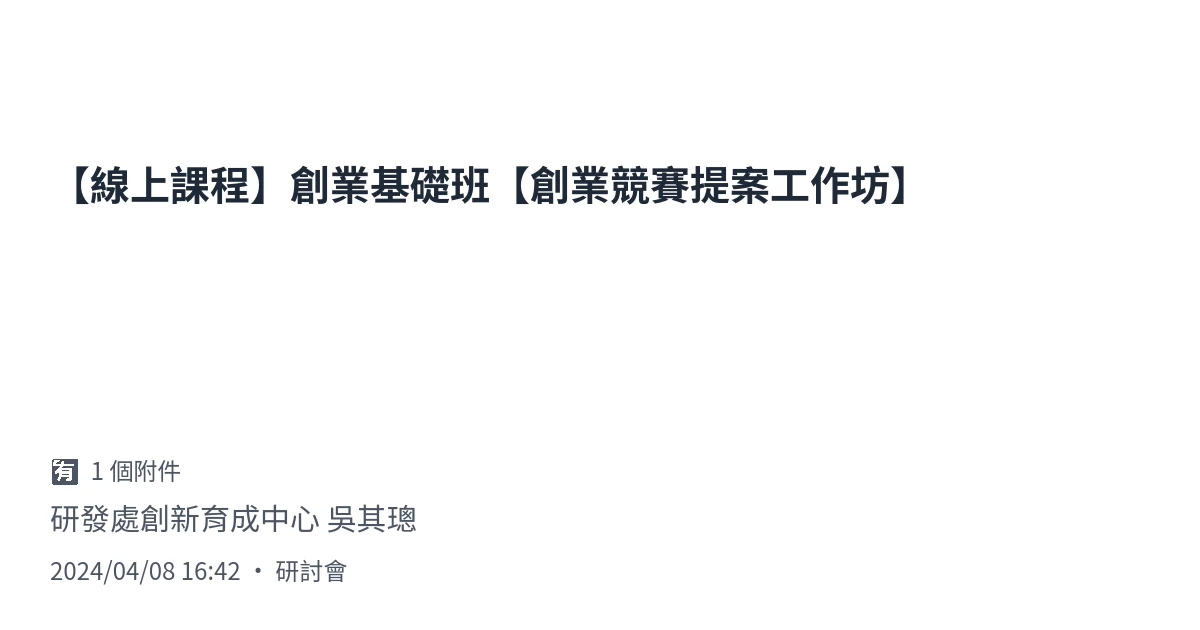 【線上課程】創業基礎班【創業競賽提案工作坊】
🈶 1 個附件
研發處創新育成中心 吳其璁
2024/04/08 16:42 • 研討會